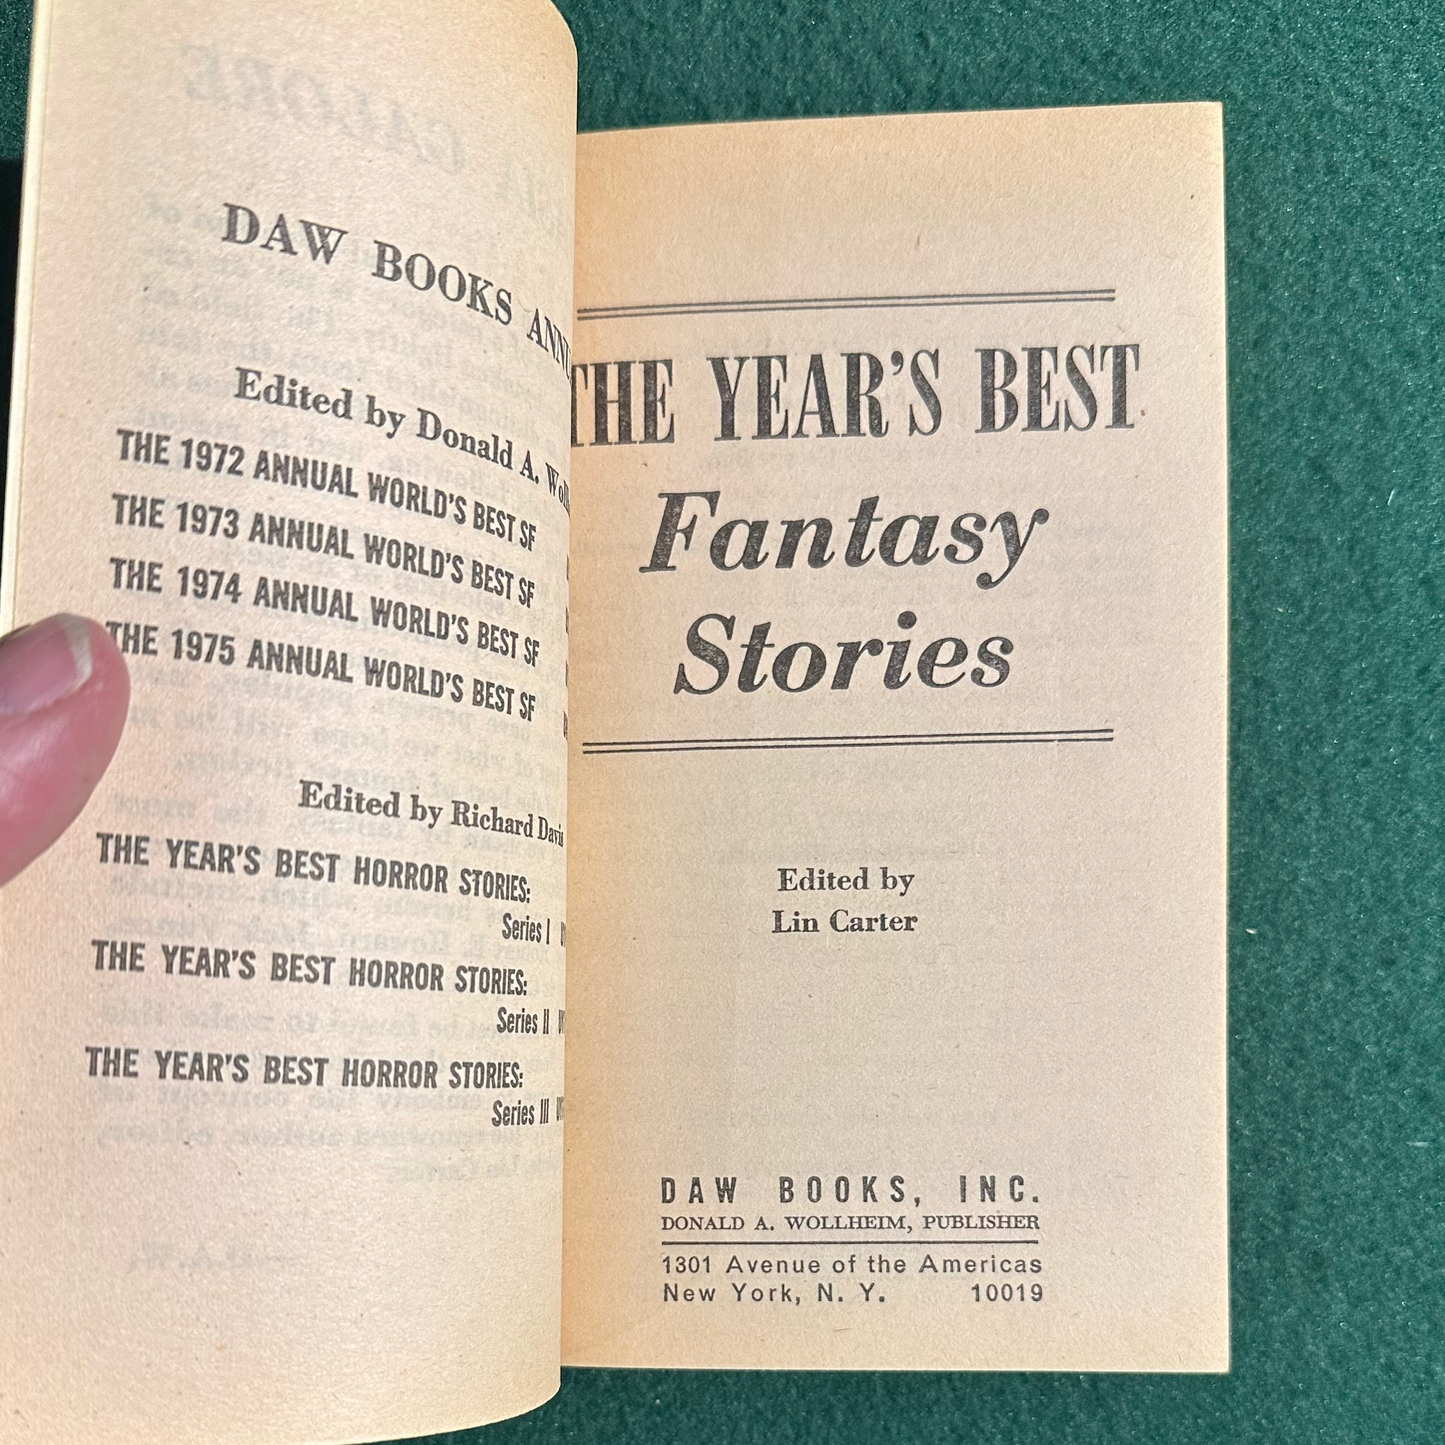 DAW BOOKS
Edited by Donald A.
THE 1972 ANNUAL WORLD'S BEST SF
THE 1973 ANNUAL WORLD'S BEST SF
THE 1974 ANNUAL WORLD'S BEST SF
THE 1975 ANNUAL WORLD'S BEST SF
Edited by Richard Davis
THE YEAR'S BEST HORROR STORIES:
Series I
THE YEAR'S BEST HORROR STORIES:
Series II
THE YEAR'S BEST HORROR STORIES:
Series III
THE YEAR'S BEST
Fantasy
Stories
Edited by
Lin Carter
DAW BOOKS, INC.
DONALD A. WOLLHEIM, PUBLISHER
1301 Avenue of the Americas
New York, N. Y. 10019